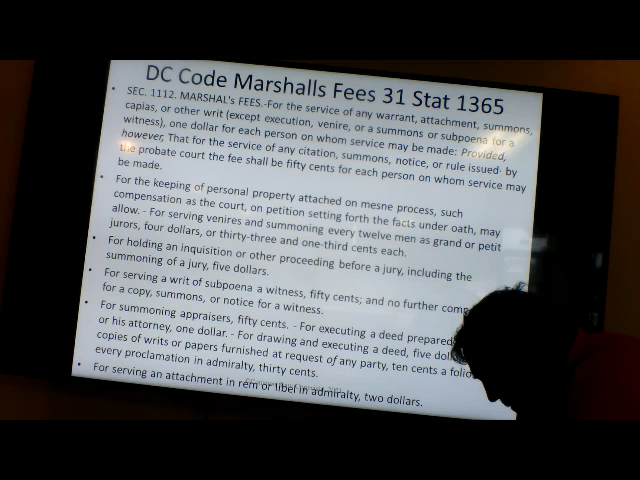 DC Code Marshalls Fees 31 Stat 1365
• SEC. 1112. MARSHAL's FEES.-For the service of any warrant, attachment, summons,
capias, or other writ (except execution, venire, or a summons or subpoena for a
witness), one dollar for each person on whom service may be made: Provided,
however, That for the service of any citation, summons, notice, or rule issued· by
the probate court the fee shall be fifty cents for each person on whom service may
be made.
• For the keeping of personal property attached on mesne process, such
compensation as the court, on petition setting forth the facts under oath, may
allow. - For serving venires and summoning every twelve men as grand or petit
jurors, four dollars, or thirty-three and one-third cents each.
• For holding an inquisition or other proceeding before a jury, including the
summoning of a jury, five dollars.
• For serving a writ of subpoena a witness, fifty cents; and no further
for a copy, summons, or notice for a witness.
• For summoning appraisers, fifty cents. - For executing a deed prepared
or his attorney, one dollar. - For drawing and executing a deed, five
copies of writs or papers furnished at request of any party, ten cents a folio
every proclamation in admiralty, thirty cents.
• For serving an attachment in rem or libel in admiralty, two dollars.